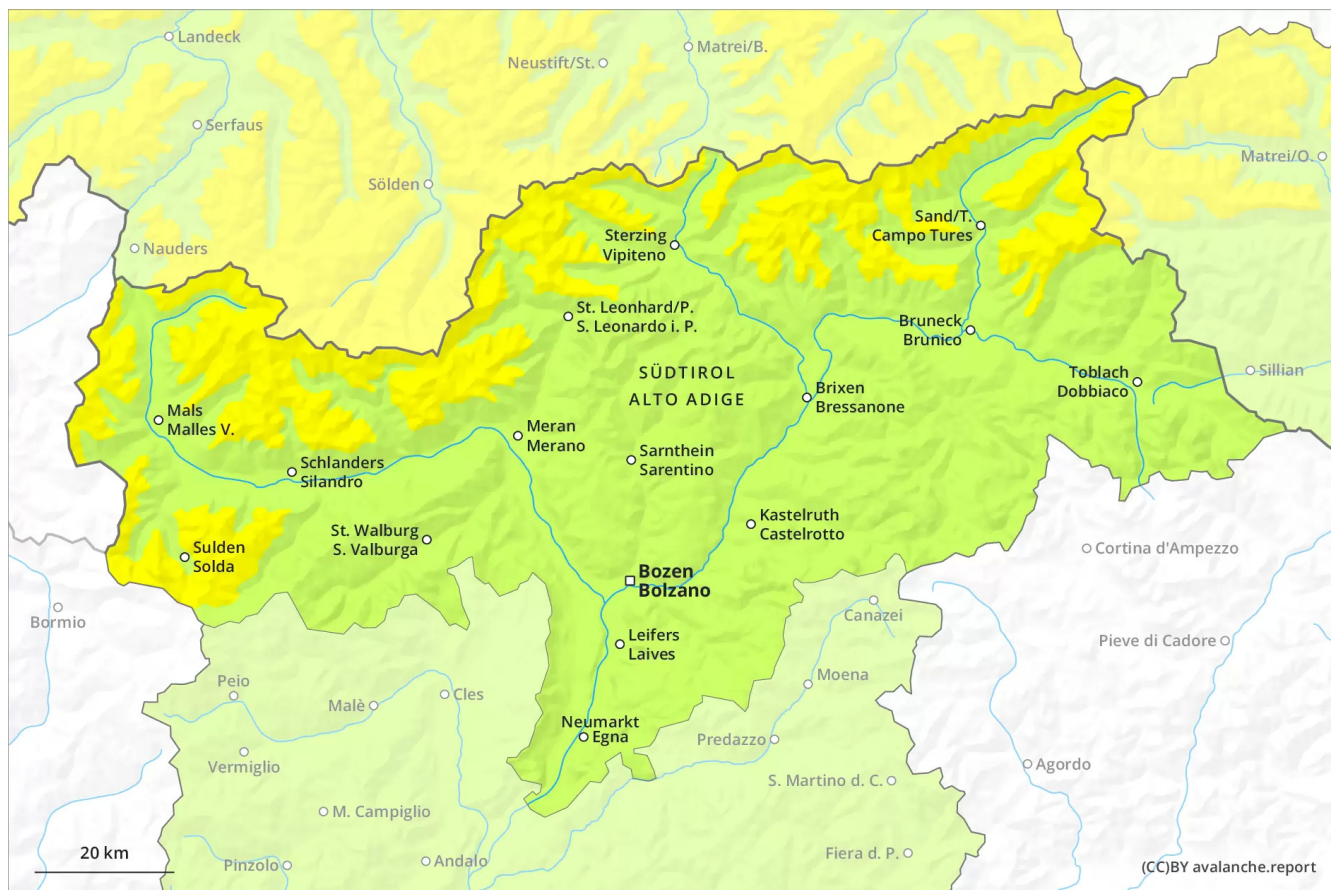 Landeck
Matrei/B.
Neustift/St.
Serfaus
Matrei/O.
Sölden
Sand/T.
Campo Tures
Sterzing
Vipiteno
Nauders
St. Leonhard/P.
S. Leonardo i. P.
Bruneck
Brunico
SÜDTIROL
ALTO ADIGE
Toblach
Dobbiaco
Sillian
Brixen
Bressanone
Mals
Malles V.
Meran
Merano
Sarnthein
Sarentino
Schlanders
Silandro
Kastelruth
Castelrotto
St. Walburg
S. Valburga
Sulden
Solda
Cortina d'Ampezzo
Bozen
Bolzano
Bormio
Canazei
Leifers
Laives
Pieve di Cadore
Moena
Peio
Cles
Malè
Neumarkt
Egna
Predazzo
Vermiglio
Agordo
S. Martino d. C.
M. Campiglio
20 km
Pinzolo
Andalo
Fiera d. P.
(CC)BY avalanche.report